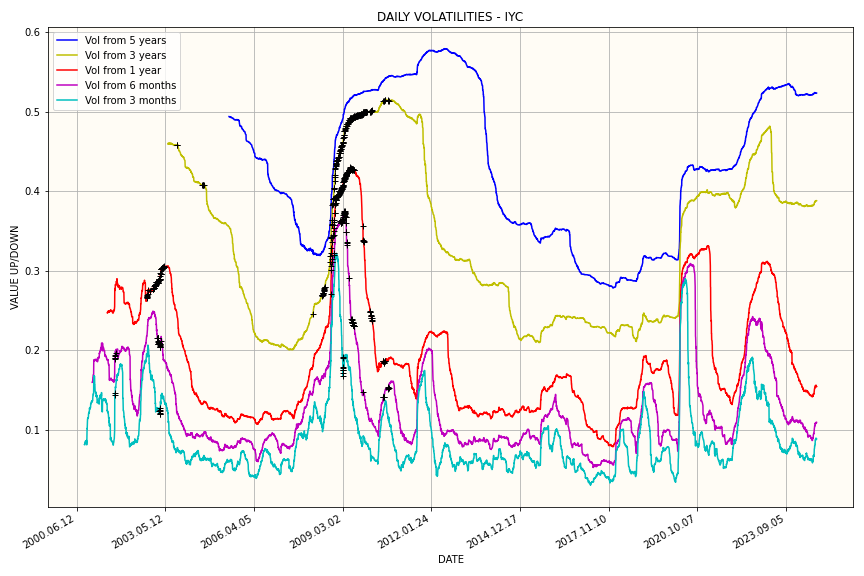 DAILY VOLATILITIES - IYC
Vol from 5 years
Vol from 3 years
Vol from 1 year
Vol from 6 months
Vol from 3 months
VALUE UP/DOWN
0.6
0.5
0.4
0.3
0.2
0.1
2000.06.12
2003.05.12
2006.04.05
2009.03.02
2012.01.24
2014.12.17
2017.11.10
2020.10.07
2023.09.05
DATE